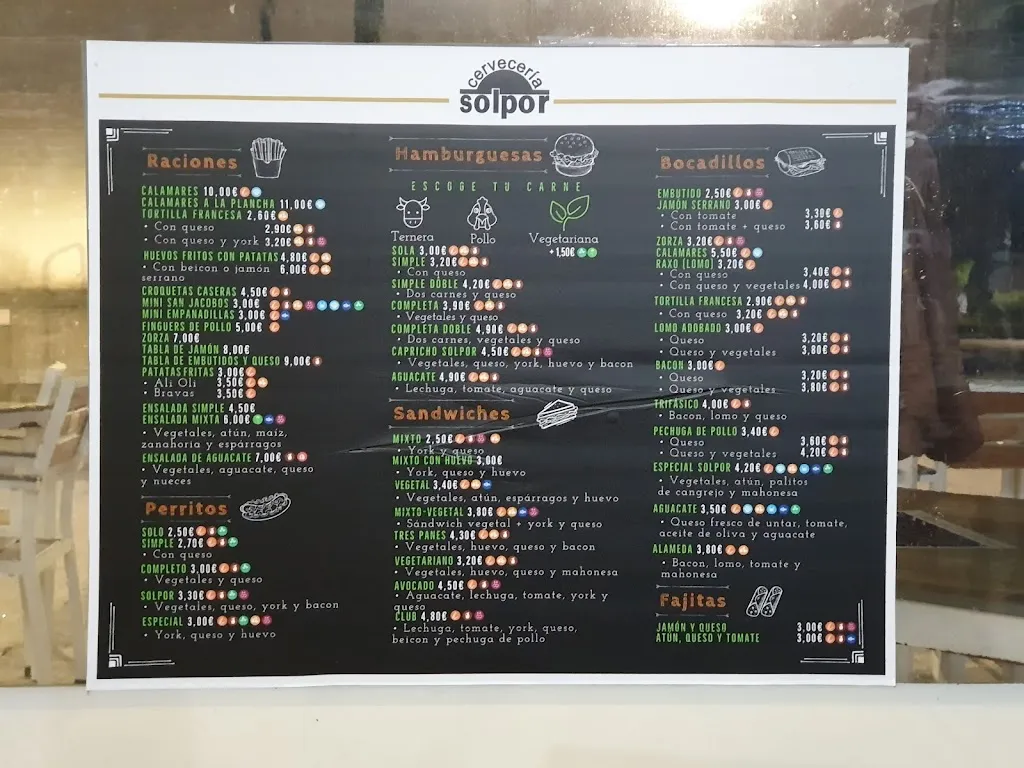 cervecería
solpor
Raciones
CALAMARES 10,00€
CALAMARES A LA PLANCHA 11,00€
TORTILLA FRANCESA 2,60€
• Con queso 2,90€
• Con queso y york 3,20€
HUEVOS FRITOS CON PATATAS 4,80€
• Con beicon o jamón 6,00€
serrano
CROQUETAS CASERAS 4,50€
MINI SAN JACOBOS 3,00€
MINI EMPANADILLAS 3,00€
FINGUERS DE POLLO 5,00€
ZORZA 7,00€
TABLA DE JAMÓN 8,00€
TABLA DE EMBUTIDOS Y QUESO 9,00€
PATATAS FRITAS 3,00€
• Ali Oli 3,50€
• Bravas 3,50€
ENSALADA SIMPLE 4,50€
ENSALADA MIXTA 6,00€
• Vegetales, atún, maíz,
zanahoria y espárragos
ENSALADA DE AGUACATE 7,00€
• Vegetales, aguacate, queso
y nueces
Perritos
SOLO 2,50€
SIMPLE 2,70€
• Con queso
COMPLETO 3,00€
• Vegetales y queso
SOLPOR 3,30€
• Vegetales, queso, york y bacon
ESPECIAL 3,00€
• York, queso y huevo
Hamburguesas
ESCOGE TU CARNE
Ternera Pollo Vegetariana
+ 1,50€
SOLA 3,00€
SIMPLE 3,20€
• Con queso
SIMPLE DOBLE 4,20€
• Dos carnes y queso
COMPLETA 3,90€
• Vegetales y queso
COMPLETA DOBLE 4,90€
• Dos carnes, vegetales y queso
CAPRICHO SOLPOR 4,50€
• Vegetales, queso, york, huevo y bacon
AGUACATE 4,90€
• Lechuga, tomate, aguacate y queso
Sandwiches
MIXTO 2,50€
• York y queso
MIXTO CON HUEVO 3,00€
• York, queso y huevo
VEGETAL 3,40€
• Vegetales, atún, espárragos y huevo
MIXTO-VEGETAL 3,80€
• Sándwich vegetal + york y queso
TRES PANES 4,30€
• Vegetales, huevo, queso y bacon
VEGETARIANO 3,20€
• Vegetales, huevo, queso y mahonesa
AVOCADO 4,50€
• Aguacate, lechuga, tomate, york y
queso
CLUB 4,80€
• Lechuga, tomate, york, queso,
beicon y pechuga de pollo
Bocadillos
EMBUTIDO 2,50€
JAMÓN SERRANO 3,00€
• Con tomate 3,30€
• Con tomate + queso 3,60€
ZORZA 3,20€
CALAMARES 5,50€
RAXO (LOMO) 3,20€
• Con queso 3,40€
• Con queso y vegetales 4,00€
TORTILLA FRANCESA 2,90€
• Con queso 3,20€
LOMO ADOBADO 3,00€
• Queso 3,20€
• Queso y vegetales 3,80€
BACON 3,00€
• Queso 3,20€
• Queso y vegetales 3,80€
TRIFÁSICO 4,00€
• Bacon, lomo y queso
PECHUGA DE POLLO 3,40€
• Queso 3,60€
• Queso y vegetales 4,20€
ESPECIAL SOLPOR 4,20€
• Vegetales, atún, palitos
de cangrejo y mahonesa
AGUACATE 3,50€
• Queso fresco de untar, tomate,
aceite de oliva y aguacate
ALAMEDA 3,80€
• Bacon, lomo, tomate y
mahonesa
Fajitas
JAMÓN Y QUESO 3,00€
ATÚN, QUESO Y TOMATE 3,00€